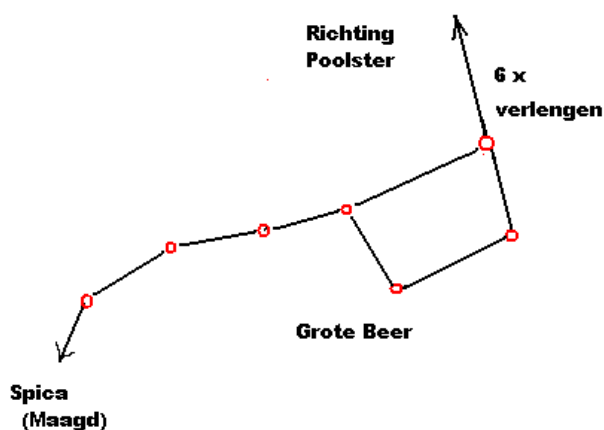 Richting
Poolster
6 x
verlengen
Grote Beer
Spica
(Maagd)